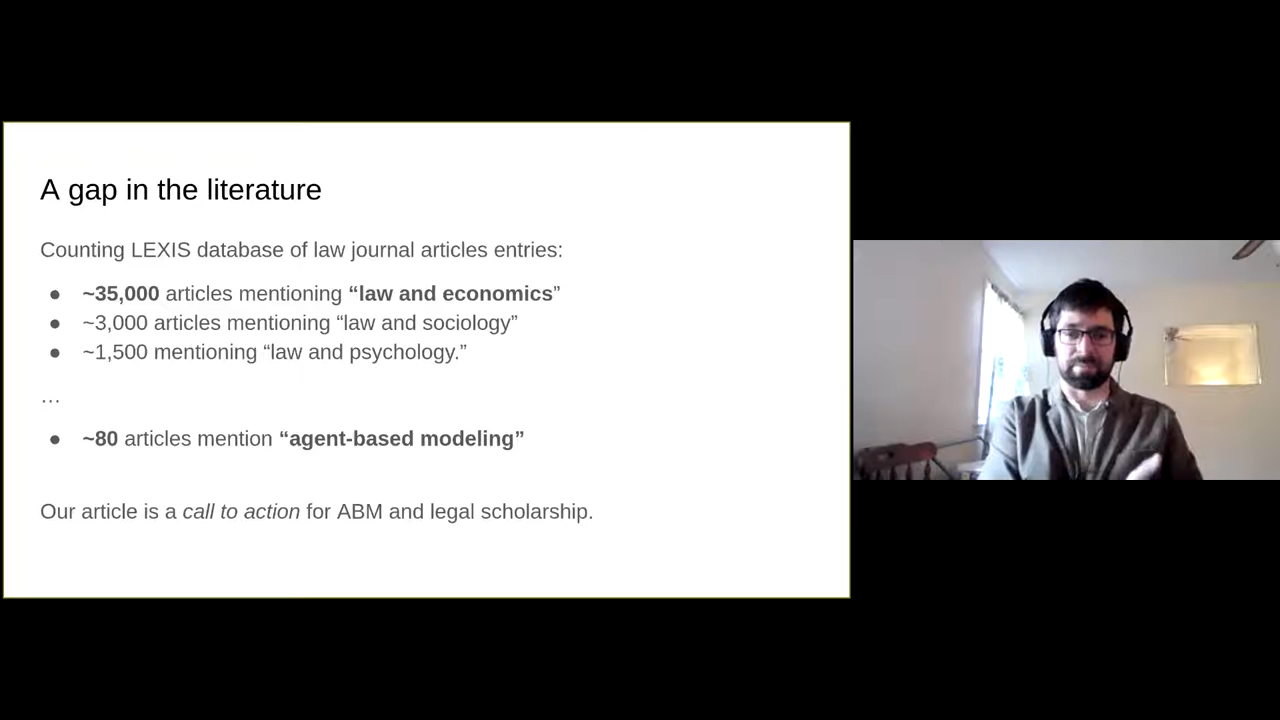 A gap in the literature
Counting LEXIS database of law journal articles entries:
● ~35,000 articles mentioning “law and economics”
● ~3,000 articles mentioning “law and sociology”
● ~1,500 mentioning “law and psychology.”
…
● ~80 articles mention “agent-based modeling”
Our article is a call to action for ABM and legal scholarship.